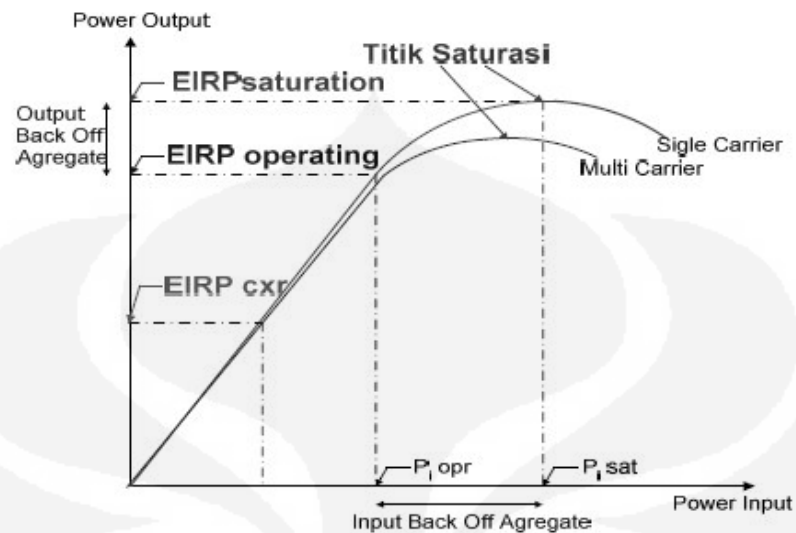 Power Output
Titik Saturasi
EIRPsaturation
Output
Back Off
Agregate
EIRP operating
Sigle Carrier
Multi Carrier
EIRP cxr
Pi opr
Pi sat
Power Input
Input Back Off Agregate